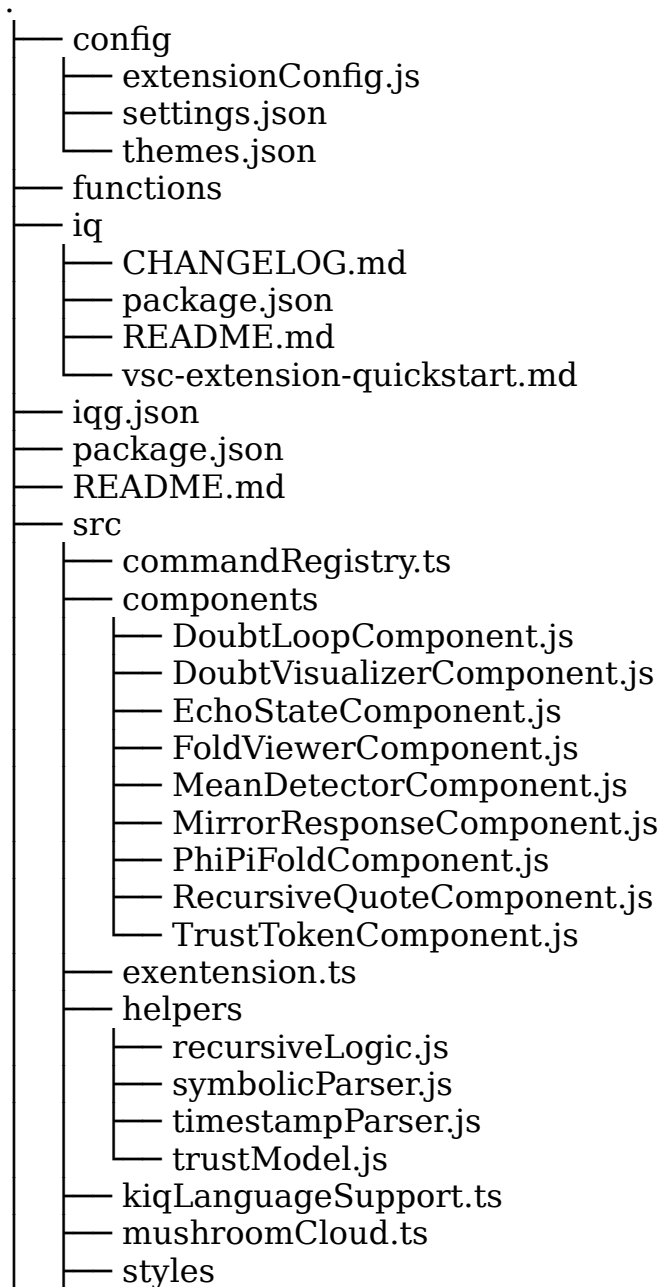 .
config
extensionConfig.js
settings.json
themes.json
functions
iq
CHANGELOG.md
package.json
README.md
vsc-extension-quickstart.md
iqg.json
package.json
README.md
src
commandRegistry.ts
components
DoubtLoopComponent.js
DoubtVisualizerComponent.js
EchoStateComponent.js
FoldViewerComponent.js
MeanDetectorComponent.js
MirrorResponseComponent.js
PhiPiFoldComponent.js
RecursiveQuoteComponent.js
TrustTokenComponent.js
exentension.ts
helpers
recursiveLogic.js
symbolicParser.js
timestampParser.js
trustModel.js
kiqLanguageSupport.ts
mushroomCloud.ts
styles